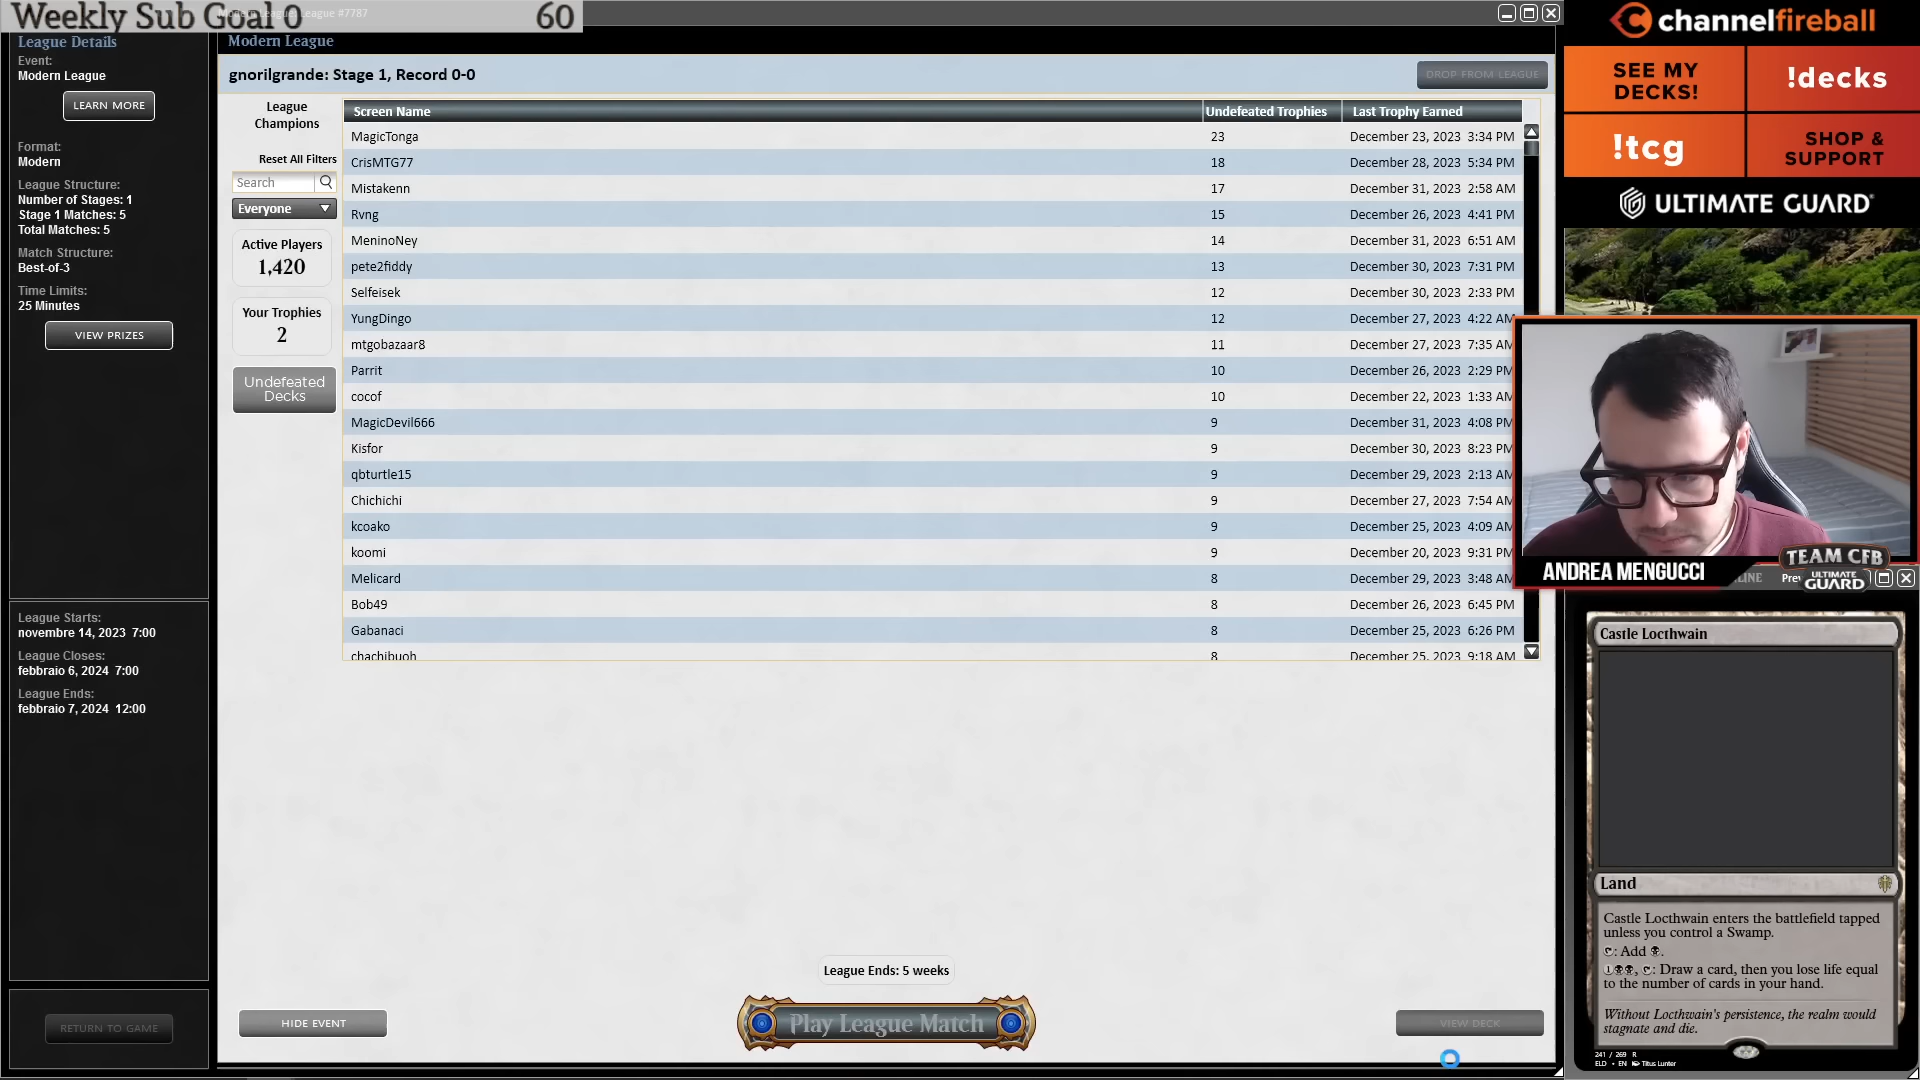 Weekly Sub Goal 0 60
League #7787
League Details
Event:
Modern League
LEARN MORE
Format:
Modern
League Structure:
Number of Stages: 1
Stage 1 Matches: 5
Total Matches: 5
Match Structure:
Best-of-3
Time Limits:
25 Minutes
VIEW PRIZES
League Starts:
novembre 14, 2023 7:00
League Closes:
febbraio 6, 2024 7:00
League Ends:
febbraio 7, 2024 12:00
RETURN TO GAME
Modern League
gnorilgrande: Stage 1, Record 0-0
DROP FROM LEAGUE
League
Champions
Reset All Filters
Search
Everyone
Active Players
1,420
Your Trophies
2
Undefeated
Decks
Screen Name Undefeated Trophies Last Trophy Earned
MagicTonga 23 December 23, 2023 3:34 PM
CrisMTG77 18 December 28, 2023 5:34 PM
Mistakenn 17 December 31, 2023 2:58 AM
Rvng 15 December 26, 2023 4:41 PM
MeninoNey 14 December 31, 2023 6:51 AM
pete2fiddy 13 December 30, 2023 7:31 PM
Selfeisek 12 December 30, 2023 2:33 PM
YungDingo 12 December 27, 2023 4:22 AM
mtgobazaar8 11 December 27, 2023 7:35 AM
Parrit 10 December 26, 2023 2:29 PM
cocof 10 December 22, 2023 1:33 AM
MagicDevil666 9 December 31, 2023 4:08 PM
Kisfor 9 December 30, 2023 8:23 PM
qbturtle15 9 December 29, 2023 2:13 AM
Chichichi 9 December 27, 2023 7:54 AM
kcoako 9 December 25, 2023 4:09 AM
koomi 9 December 20, 2023 9:31 PM
Melicard 8 December 29, 2023 3:48 AM
Bob49 8 December 26, 2023 6:45 PM
Gabanaci 8 December 25, 2023 6:26 PM
chachibuoh 8 December 25, 2023 9:18 AM
League Ends: 5 weeks
HIDE EVENT
Play League Match
VIEW DECK
channelfireball
SEE MY
DECKS!
!decks
!tcg
SHOP &
SUPPORT
ULTIMATE GUARD
ANDREA MENGUCCI
TEAM CFB
ULTIMATE
GUARD
Castle Locthwain
Land
Castle Locthwain enters the battlefield tapped
unless you control a Swamp.
: Add .
1 , : Draw a card, then you lose life equal
to the number of cards in your hand.
Without Locthwain's persistence, the realm would
stagnate and die.
241 / 269 R
ELD • EN Titus Lunter